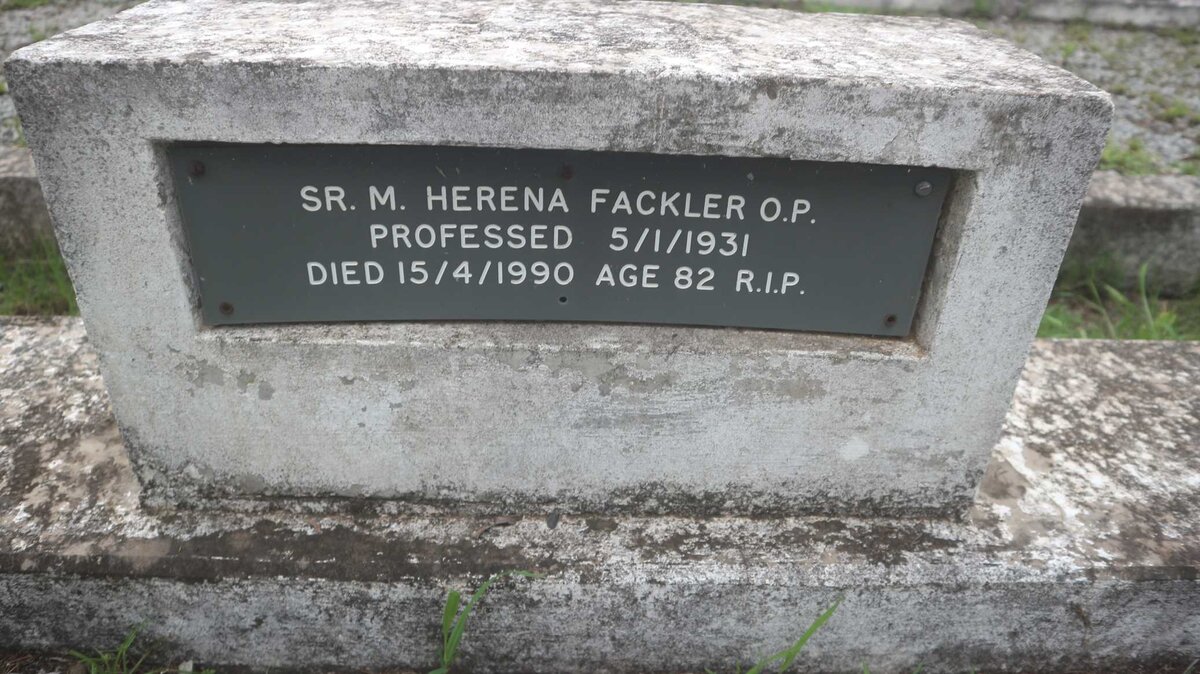 SR. M. HERENA FACKLER O.P.
PROFESSED 5/1/1931
DIED 15/4/1990 AGE 82 R.I.P.